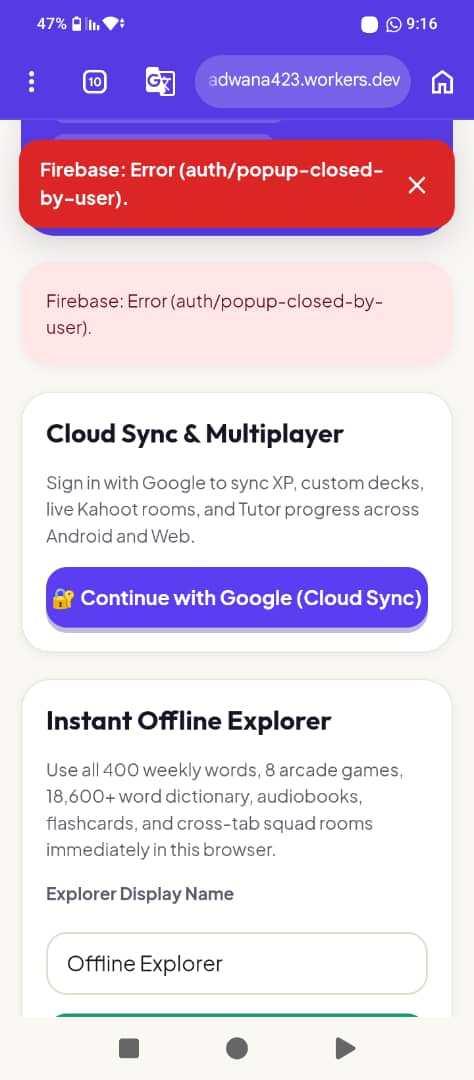 47% 9:16
10 adwana423.workers.dev
Firebase: Error (auth/popup-closed-
by-user).
Firebase: Error (auth/popup-closed-by-
user).
Cloud Sync & Multiplayer
Sign in with Google to sync XP, custom decks,
live Kahoot rooms, and Tutor progress across
Android and Web.
🔐 Continue with Google (Cloud Sync)
Instant Offline Explorer
Use all 400 weekly words, 8 arcade games,
18,600+ word dictionary, audiobooks,
flashcards, and cross-tab squad rooms
immediately in this browser.
Explorer Display Name
Offline Explorer